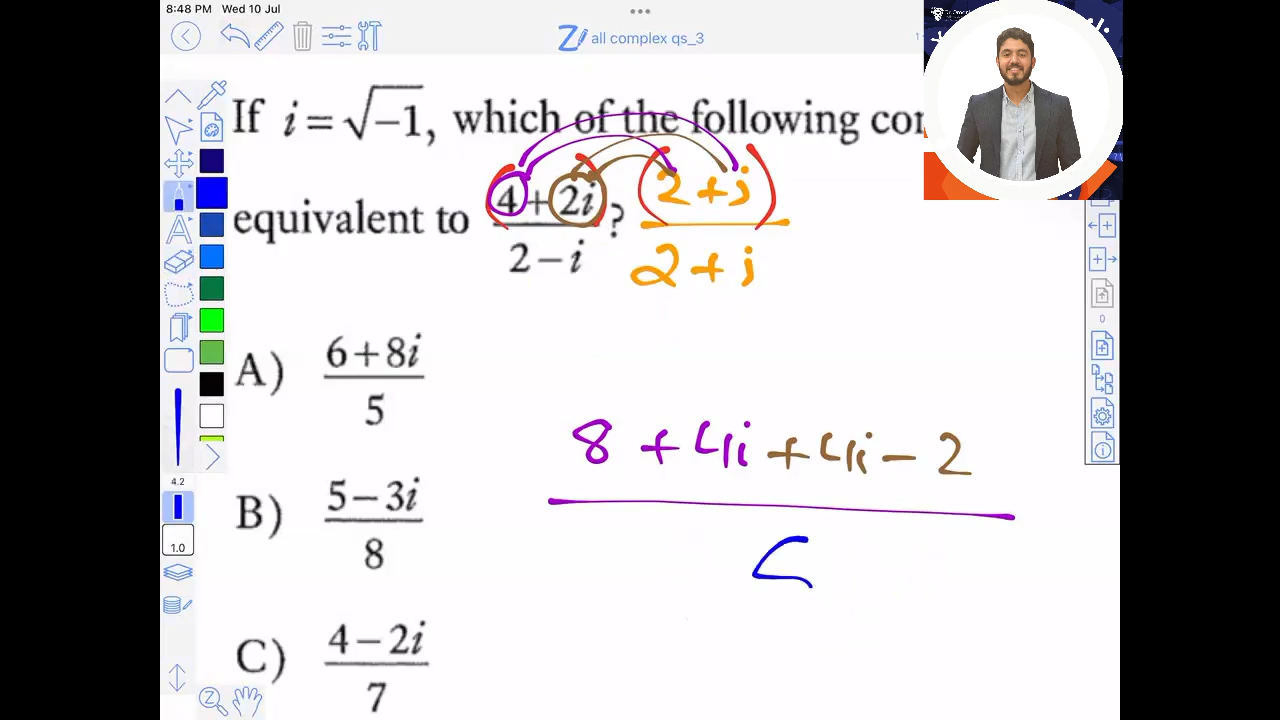 8:48 PM Wed 10 Jul
all complex qs_3
If i = √−1, which of the following
equivalent to (4 + 2i)/(2 − i) ? (2 + i)/(2 + i)
A) (6 + 8i)/5
8 + 4i + 4i − 2
B) (5 − 3i)/8
C) (4 − 2i)/7
4.2
1.0
0